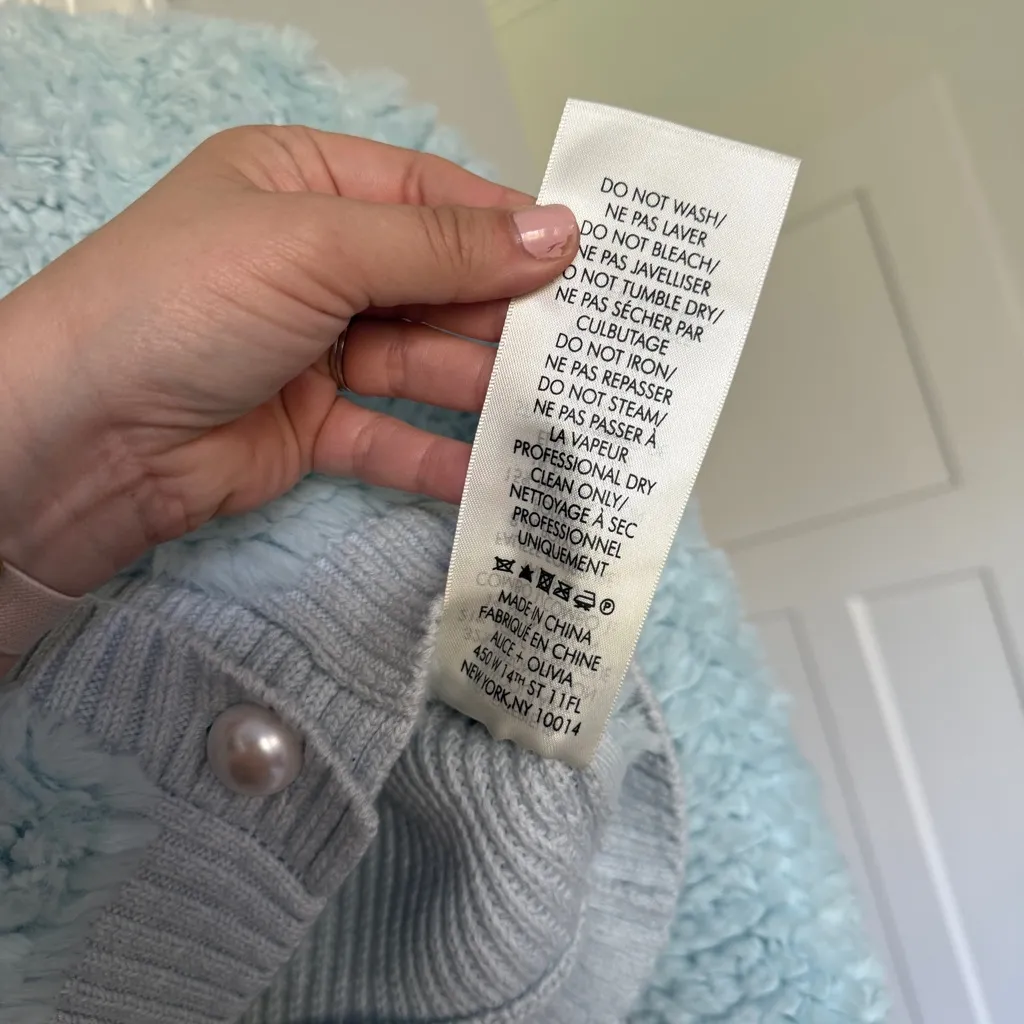 DO NOT WASH/
NE PAS LAVER
DO NOT BLEACH/
NE PAS JAVELLISER
O NOT TUMBLE DRY/
NE PAS SÉCHER PAR
CULBUTAGE
DO NOT IRON/
NE PAS REPASSER
DO NOT STEAM/
NE PAS PASSER À
LA VAPEUR
PROFESSIONAL DRY
CLEAN ONLY/
NETTOYAGE À SEC
PROFESSIONNEL
UNIQUEMENT
P
MADE IN CHINA
FABRIQUÉ EN CHINE
ALICE + OLIVIA
450 W 14TH ST 11FL
NEW YORK,NY 10014